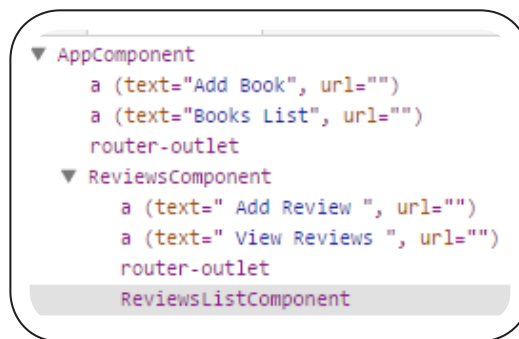 ▼ AppComponent
a (text="Add Book", url="")
a (text="Books List", url="")
router-outlet
▼ ReviewsComponent
a (text=" Add Review ", url="")
a (text=" View Reviews ", url="")
router-outlet
ReviewsListComponent